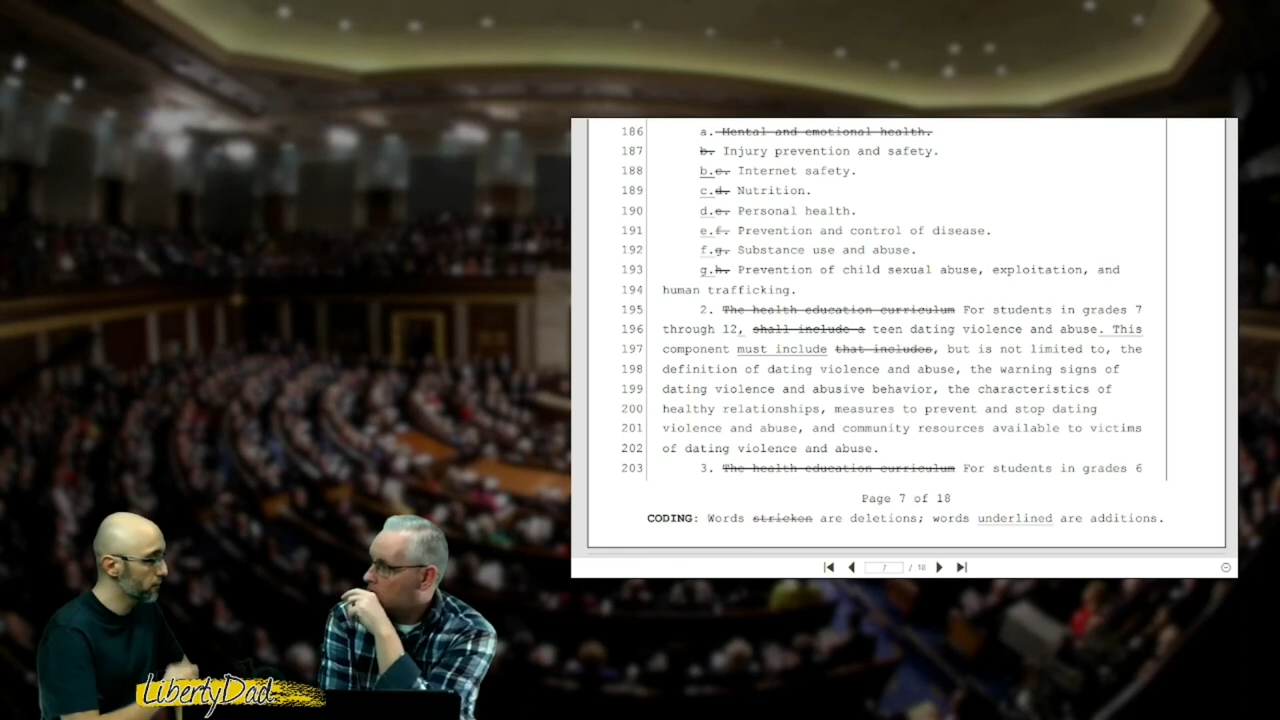 186 a. Mental and emotional health.
187 b. Injury prevention and safety.
188 b.c. Internet safety.
189 c.d. Nutrition.
190 d.e. Personal health.
191 e.f. Prevention and control of disease.
192 f.g. Substance use and abuse.
193 g.h. Prevention of child sexual abuse, exploitation, and
194 human trafficking.
195 2. The health education curriculum For students in grades 7
196 through 12, shall include a teen dating violence and abuse. This
197 component must include that includes, but is not limited to, the
198 definition of dating violence and abuse, the warning signs of
199 dating violence and abusive behavior, the characteristics of
200 healthy relationships, measures to prevent and stop dating
201 violence and abuse, and community resources available to victims
202 of dating violence and abuse.
203 3. The health education curriculum For students in grades 6
Page 7 of 18
CODING: Words stricken are deletions; words underlined are additions.
7 / 18
LibertyDad